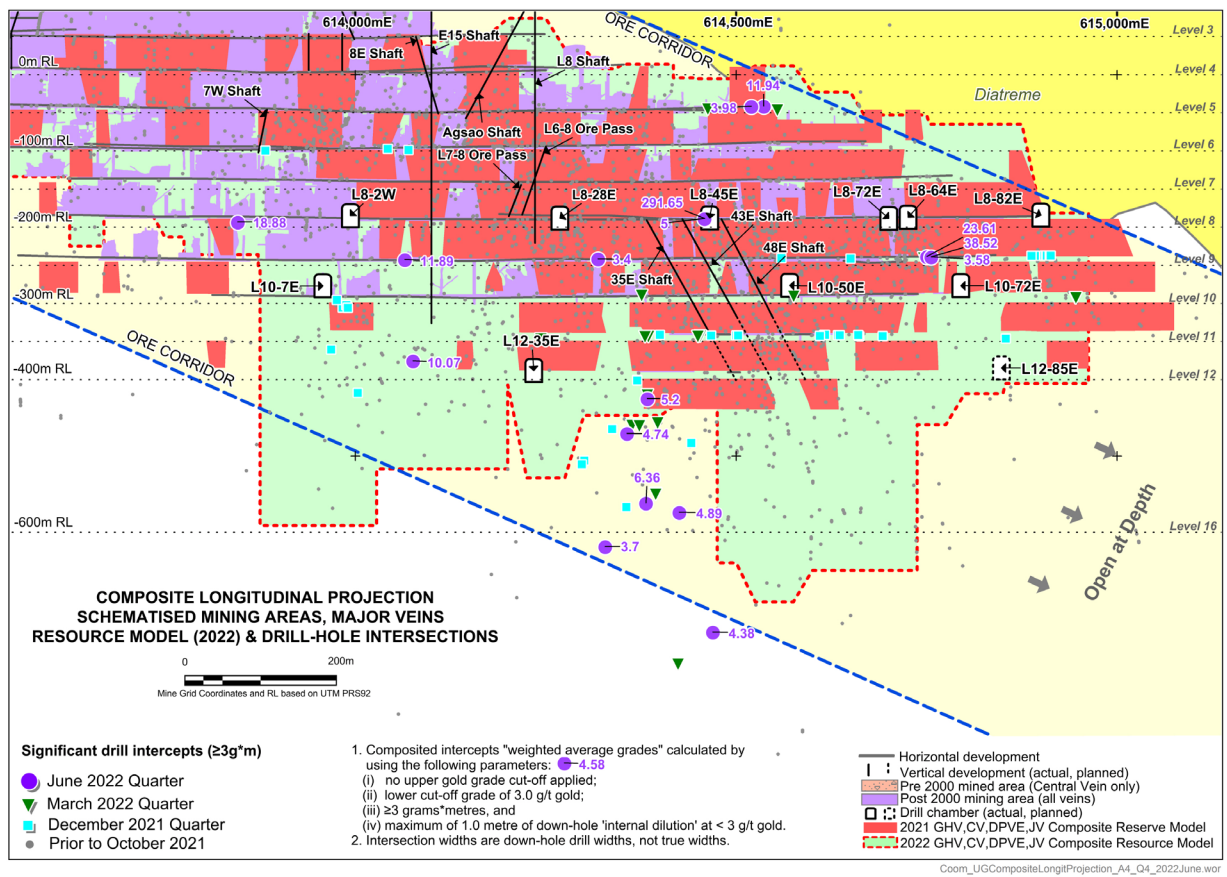 614,000mE
614,500mE
615,000mE
ORE CORRIDOR
Level 3
E15 Shaft
8E Shaft
0m RL
L8 Shaft
Level 4
7W Shaft
11.94
Diatreme
3.98
Level 5
Agsao Shaft
L6-8 Ore Pass
-100m RL
Level 6
L7-8 Ore Pass
Level 7
L8-2W
L8-28E
L8-45E
L8-72E
L8-64E
L8-82E
291.65
-200m RL
18.88
5
43E Shaft
Level 8
23.61
38.52
48E Shaft
11.89
3.4
3.58
Level 9
35E Shaft
L10-7E
L10-50E
L10-72E
-300m RL
Level 10
ORE CORRIDOR
L12-35E
Level 11
10.07
L12-85E
-400m RL
Level 12
5.2
4.74
6.36
4.89
-600m RL
Level 16
3.7
Open at Depth
4.38
COMPOSITE LONGITUDINAL PROJECTION
SCHEMATISED MINING AREAS, MAJOR VEINS
RESOURCE MODEL (2022) & DRILL-HOLE INTERSECTIONS
0 200m
Mine Grid Coordinates and RL based on UTM PRS92
Significant drill intercepts (≥3g*m)
June 2022 Quarter
March 2022 Quarter
December 2021 Quarter
Prior to October 2021
1. Composited intercepts "weighted average grades" calculated by
using the following parameters: 4.58
(i) no upper gold grade cut-off applied;
(ii) lower cut-off grade of 3.0 g/t gold;
(iii) ≥3 grams*metres, and
(iv) maximum of 1.0 metre of down-hole 'internal dilution' at < 3 g/t gold.
2. Intersection widths are down-hole drill widths, not true widths.
Horizontal development
Vertical development (actual, planned)
Pre 2000 mined area (Central Vein only)
Post 2000 mining area (all veins)
Drill chamber (actual, planned)
2021 GHV,CV,DPVE,JV Composite Reserve Model
2022 GHV,CV,DPVE,JV Composite Resource Model
Coom_UGCompositeLongitProjection_A4_Q4_2022June.wor